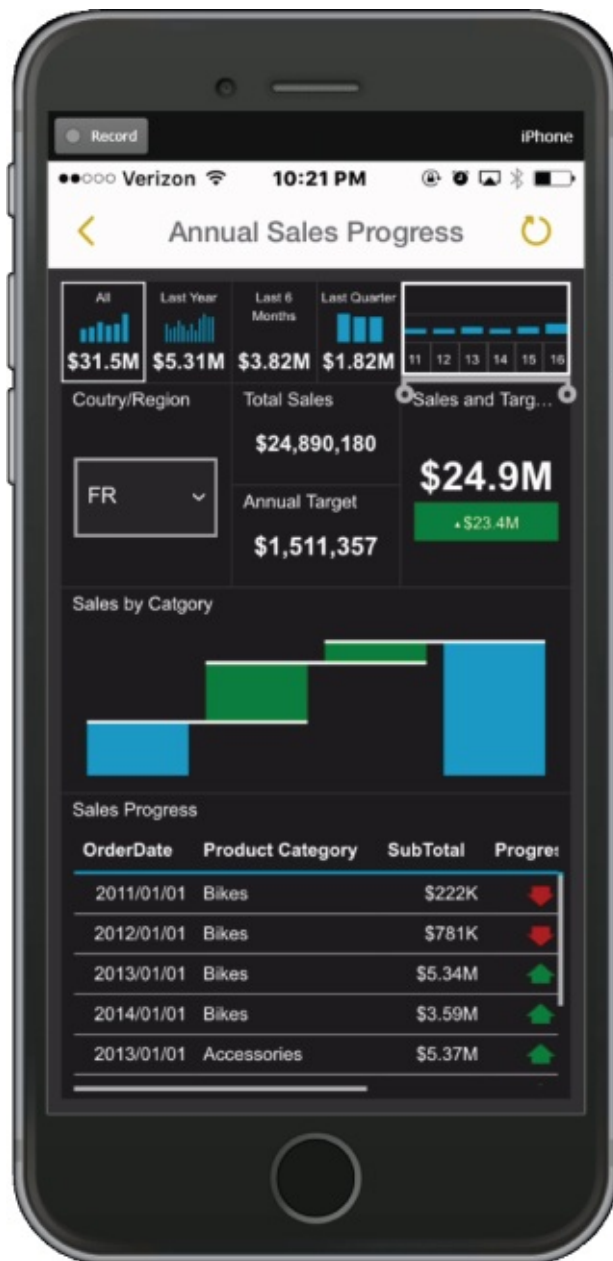 Record iPhone
Verizon 10:21 PM
Annual Sales Progress
All Last Year Last 6 Months Last Quarter
$31.5M $5.31M $3.82M $1.82M 11 12 13 14 15 16
Coutry/Region Total Sales Sales and Targ...
$24,890,180
FR $24.9M
Annual Target
▲$23.4M
$1,511,357
Sales by Catgory
Sales Progress
OrderDate Product Category SubTotal Progres
2011/01/01 Bikes $222K
2012/01/01 Bikes $781K
2013/01/01 Bikes $5.34M
2014/01/01 Bikes $3.59M
2013/01/01 Accessories $5.37M